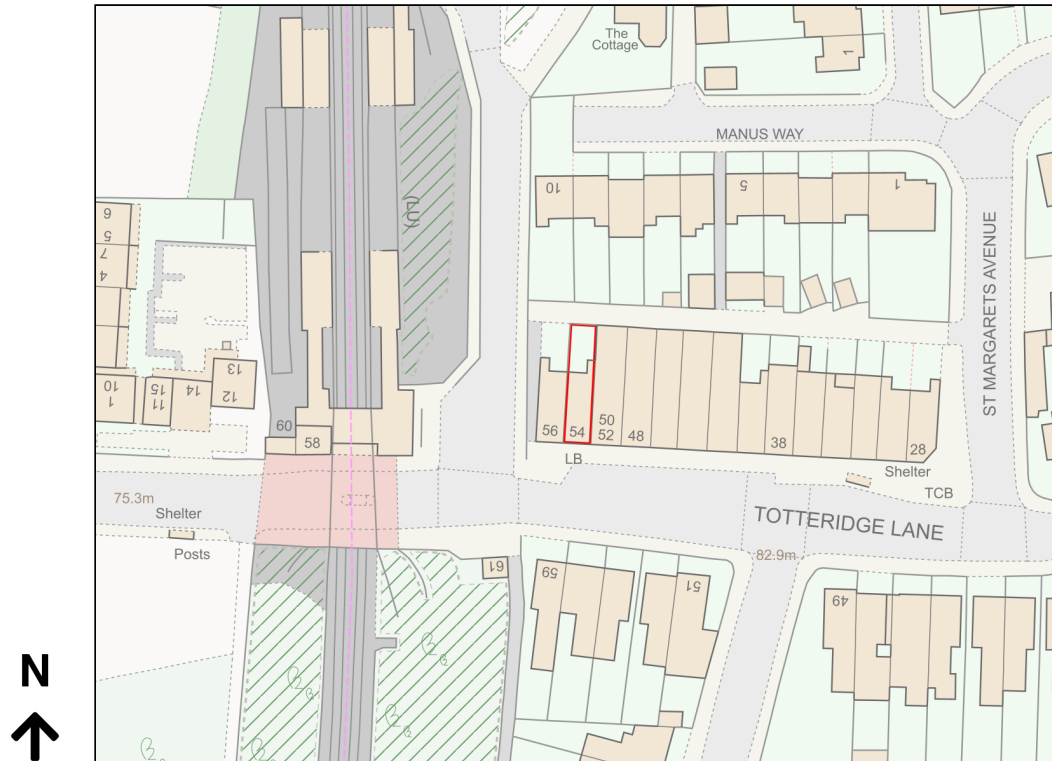 The
Cottage
1
MANUS WAY
10
5
1
(LU)
ST MARGARETS AVENUE
6
5
7
4
13
12
10
1
15
11
14
60
58
56
54
50
52
48
38
28
LB
Shelter
TCB
75.3m
Shelter
Posts
TOTTERIDGE LANE
82.9m
61
59
51
49
N